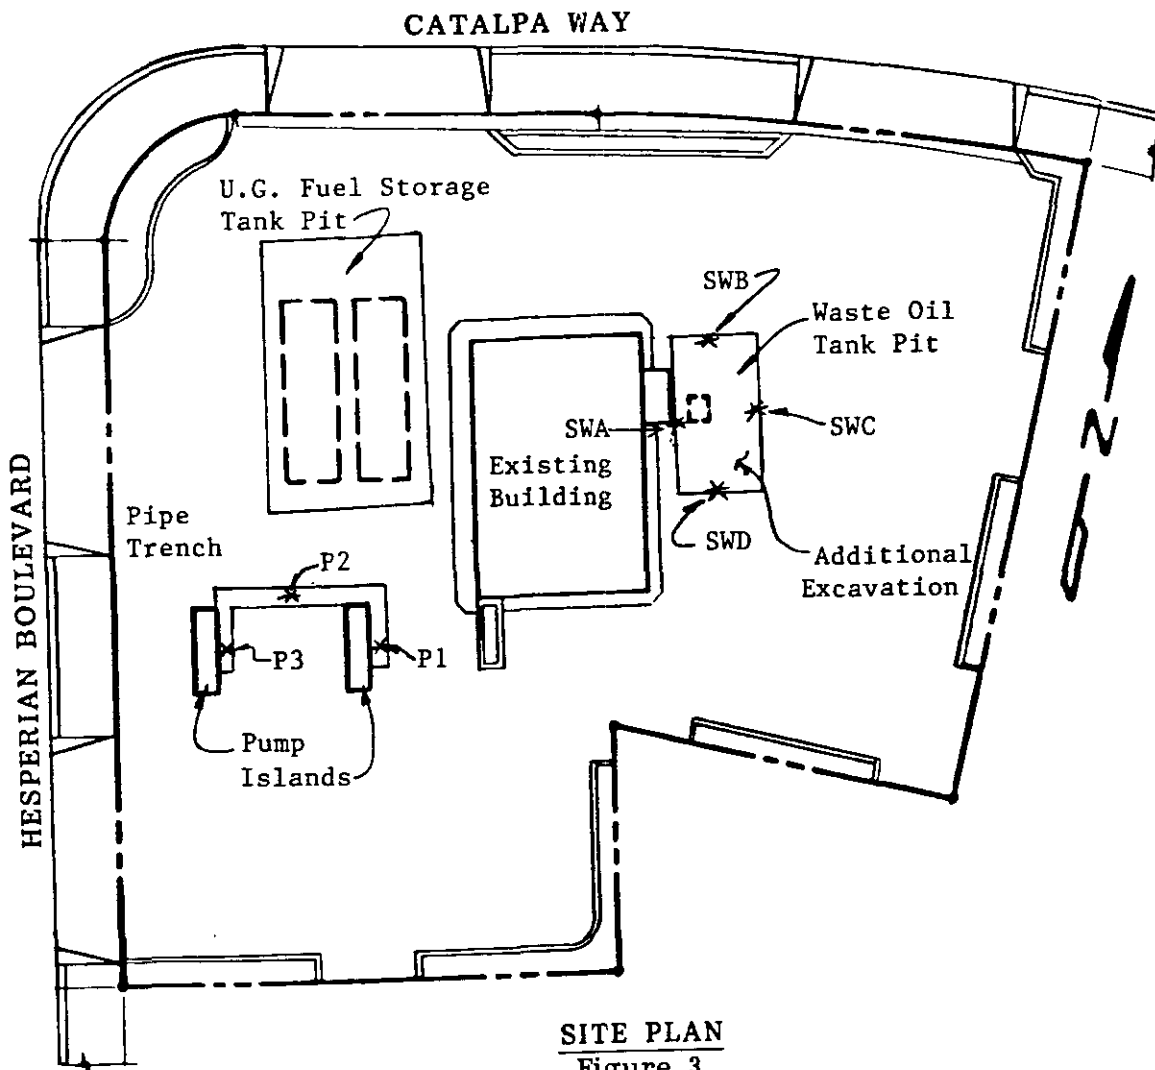 CATALPA WAY
U.G. Fuel Storage
Tank Pit
SWB
Waste Oil
Tank Pit
SWA
SWC
Existing
Building
HESPERIAN BOULEVARD
Pipe
Trench
SWD
N
P2
Additional
Excavation
P3
P1
Pump
Islands
SITE PLAN
Figure 3